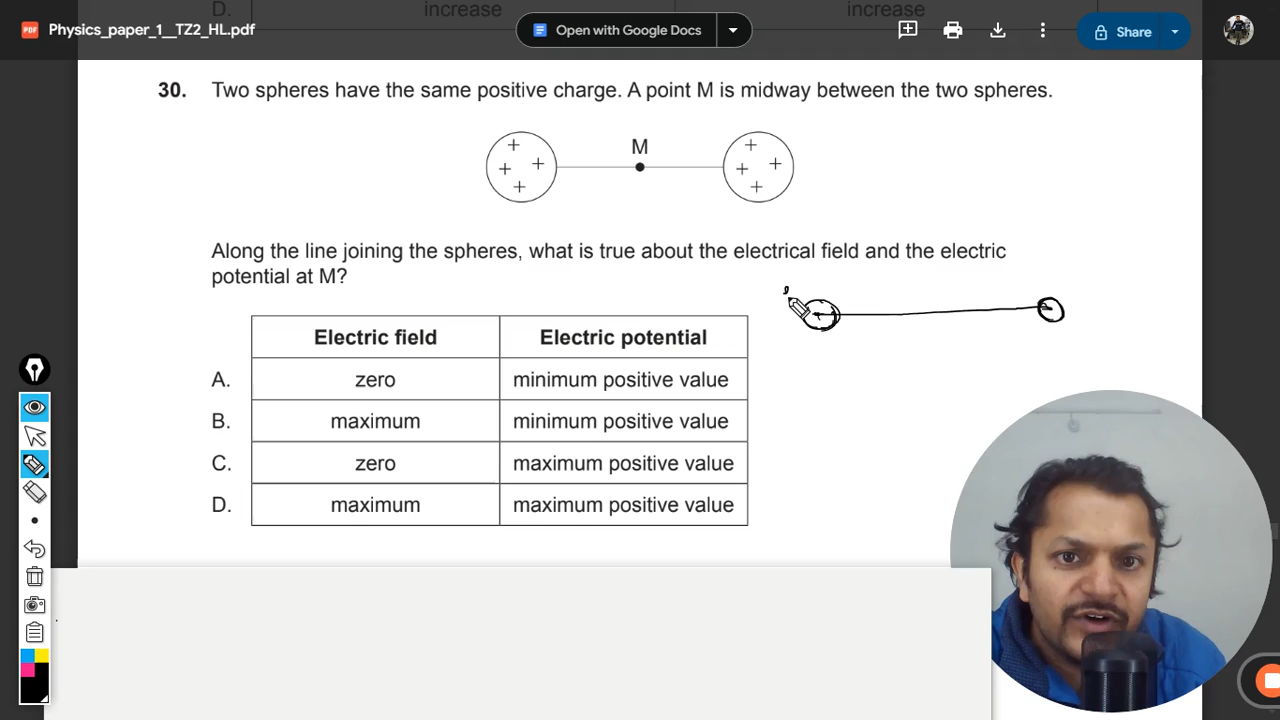 D. increase increase
Physics_paper_1__TZ2_HL.pdf
Open with Google Docs
Share
30. Two spheres have the same positive charge. A point M is midway between the two spheres.
M
+ + + + + + + +
Along the line joining the spheres, what is true about the electrical field and the electric
potential at M?
Electric field Electric potential
A. zero minimum positive value
B. maximum minimum positive value
C. zero maximum positive value
D. maximum maximum positive value
+